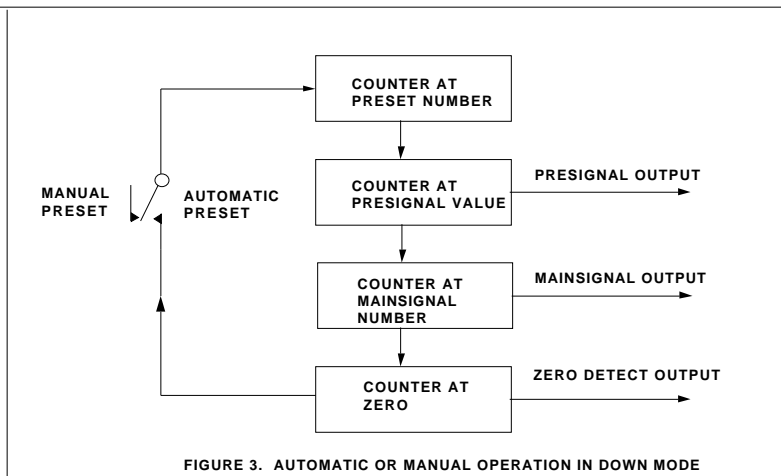 COUNTER AT
PRESET NUMBER
MANUAL
PRESET
AUTOMATIC
PRESET
COUNTER AT
PRESIGNAL VALUE
PRESIGNAL OUTPUT
COUNTER AT
MAINSIGNAL
NUMBER
MAINSIGNAL OUTPUT
COUNTER AT
ZERO
ZERO DETECT OUTPUT
FIGURE 3. AUTOMATIC OR MANUAL OPERATION IN DOWN MODE